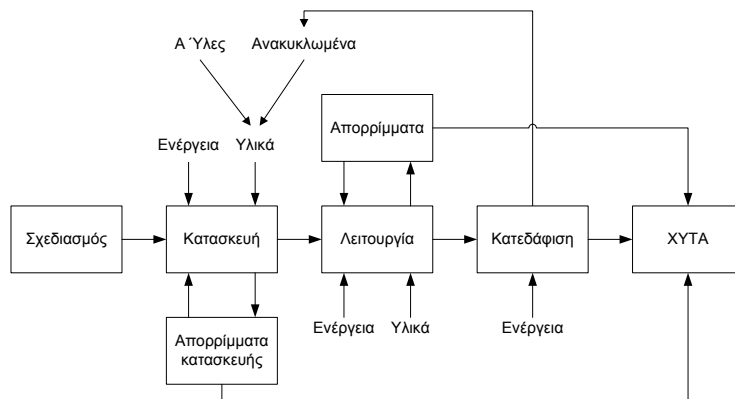 Α Ύλες
Ανακυκλωμένα
Απορρίμματα
Ενέργεια
Υλικά
Σχεδιασμός
Κατασκευή
Λειτουργία
Κατεδάφιση
ΧΥΤΑ
Ενέργεια
Υλικά
Ενέργεια
Απορρίμματα
κατασκευής